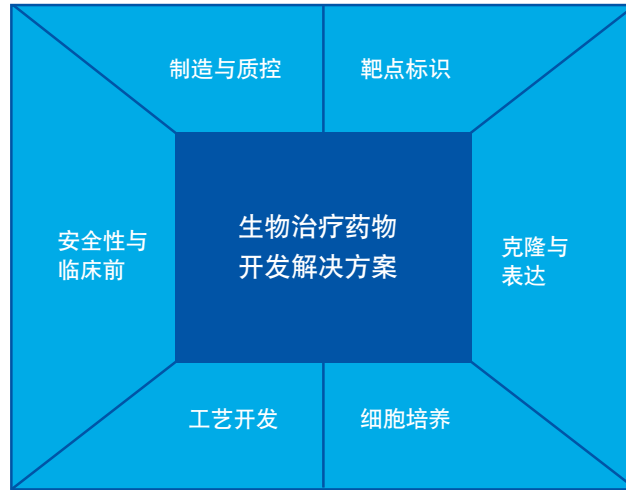 制造与质控
靶点标识
安全性与
临床前
生物治疗药物
开发解决方案
克隆与
表达
工艺开发
细胞培养